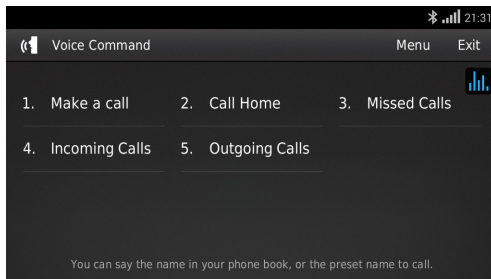 21:31
Voice Command Menu Exit
1. Make a call 2. Call Home 3. Missed Calls
4. Incoming Calls 5. Outgoing Calls
You can say the name in your phone book, or the preset name to call.